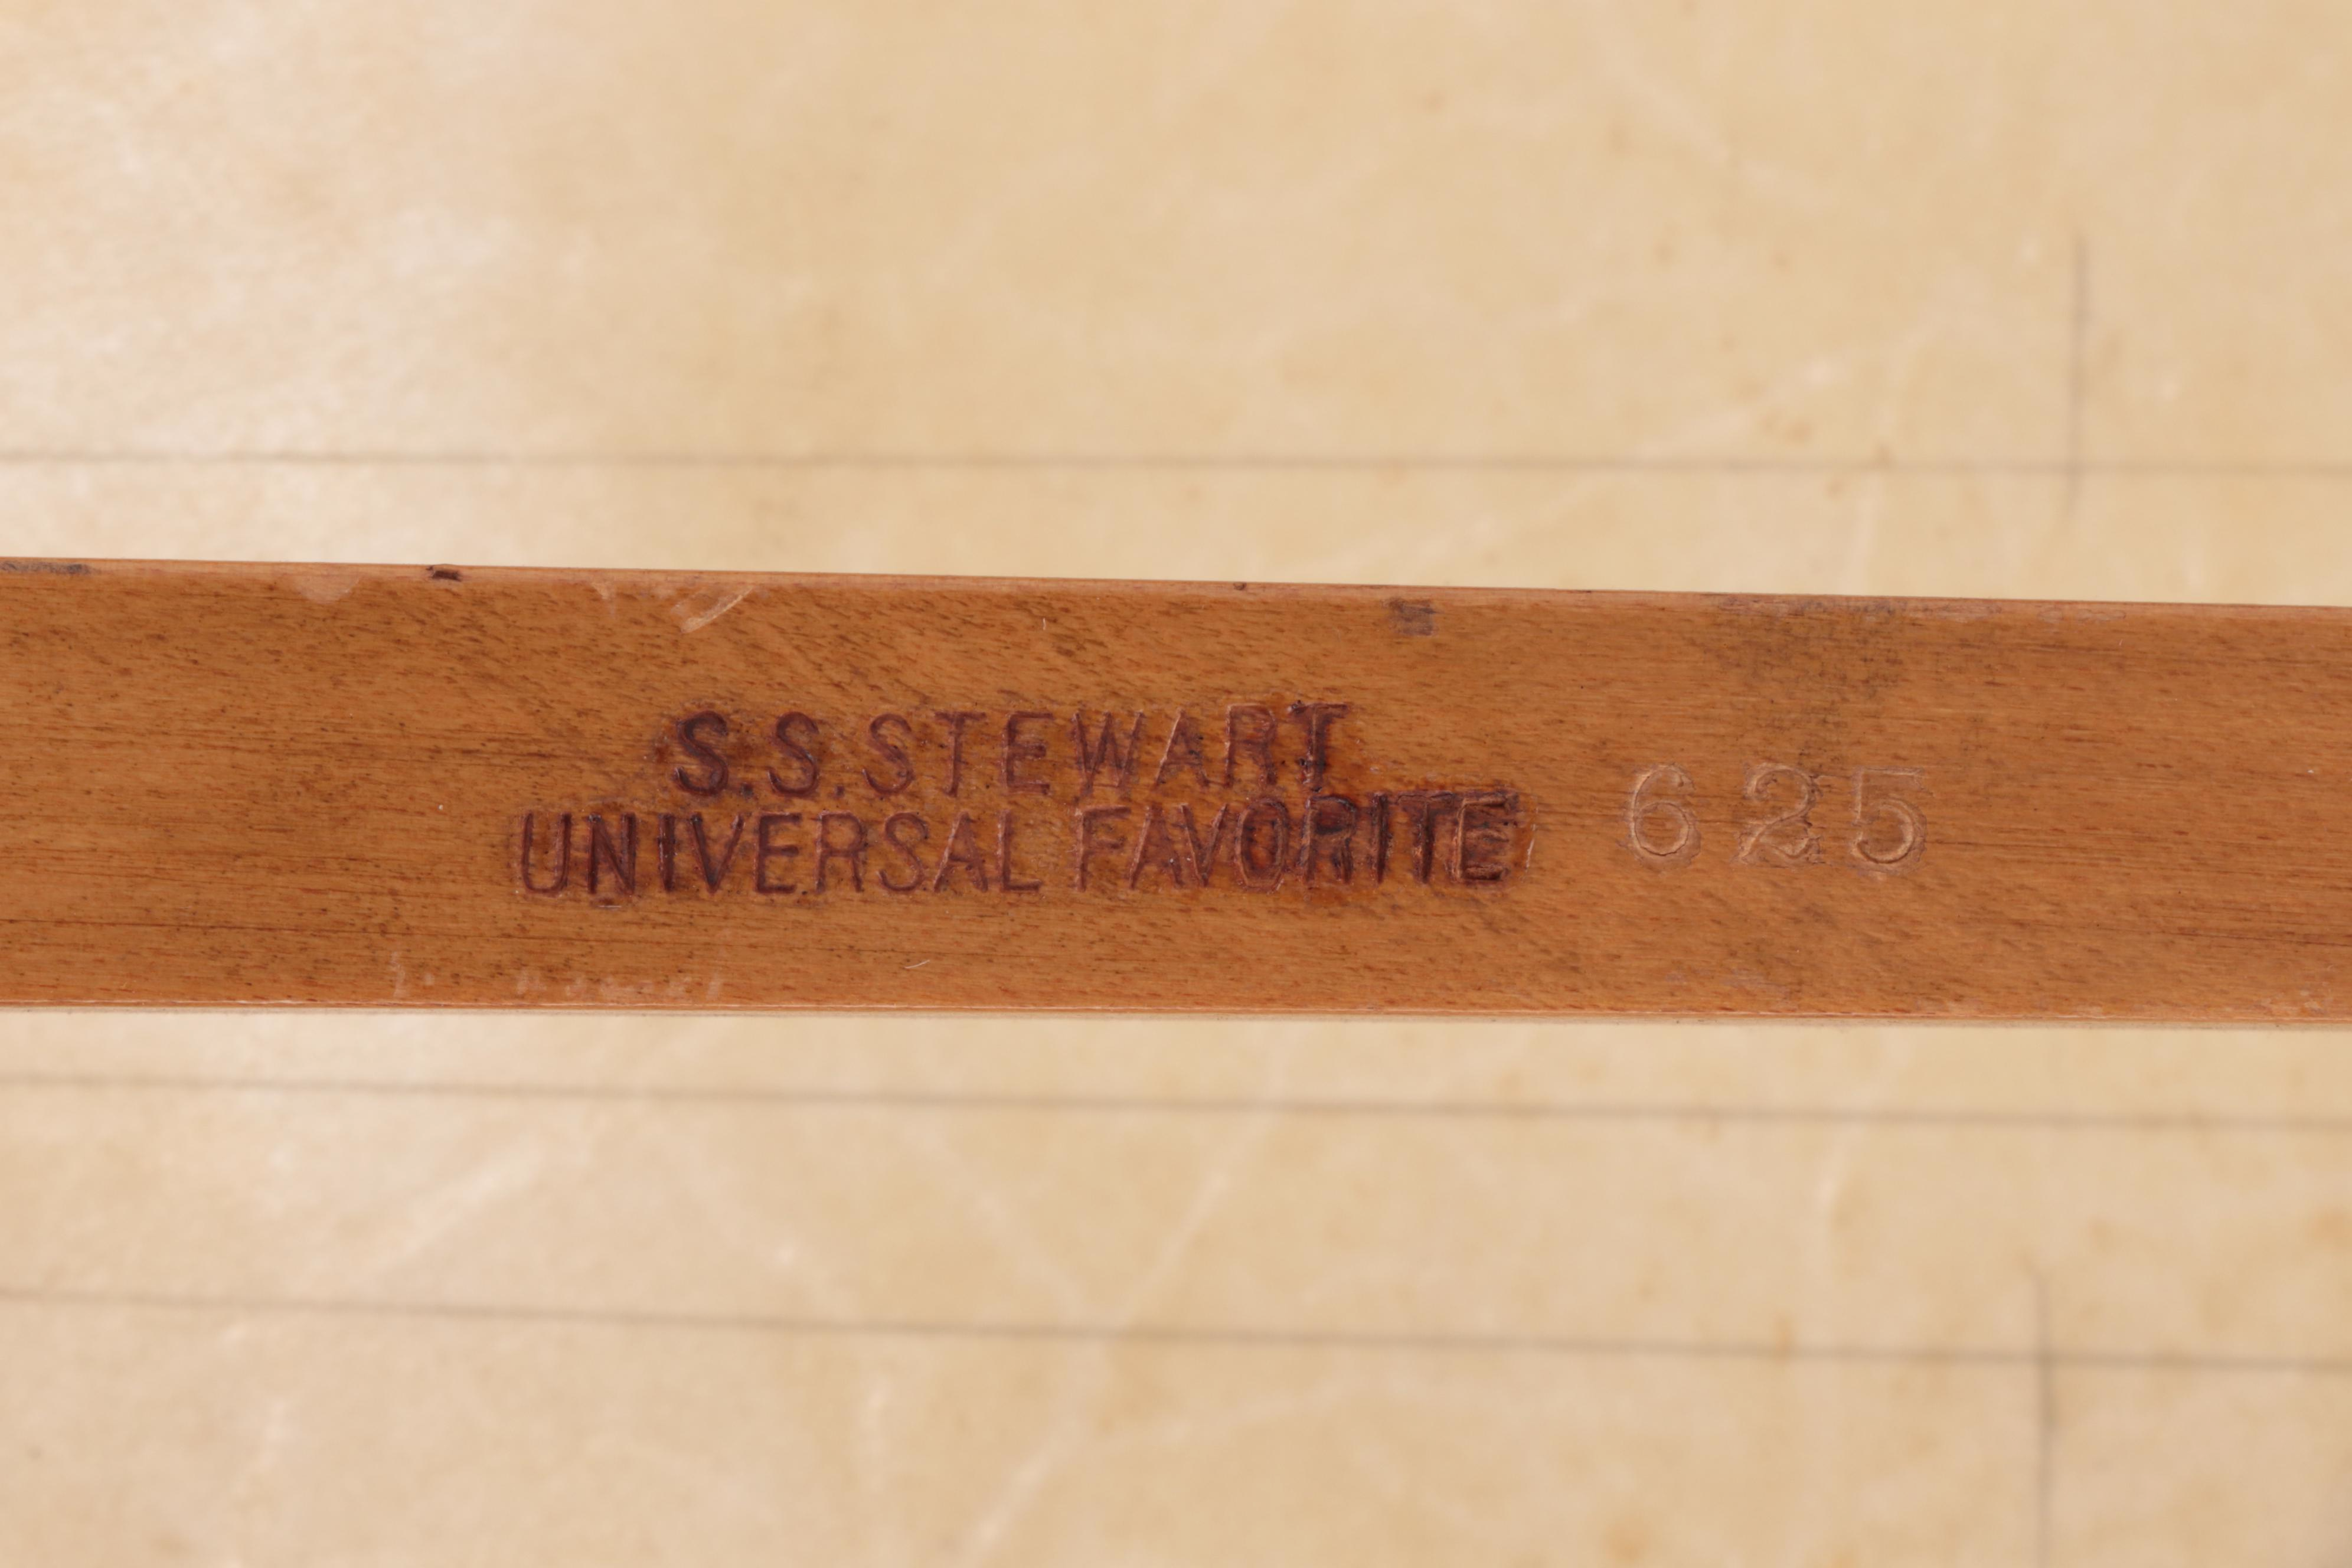 S.S. STEWART
UNIVERSAL FAVORITE 625